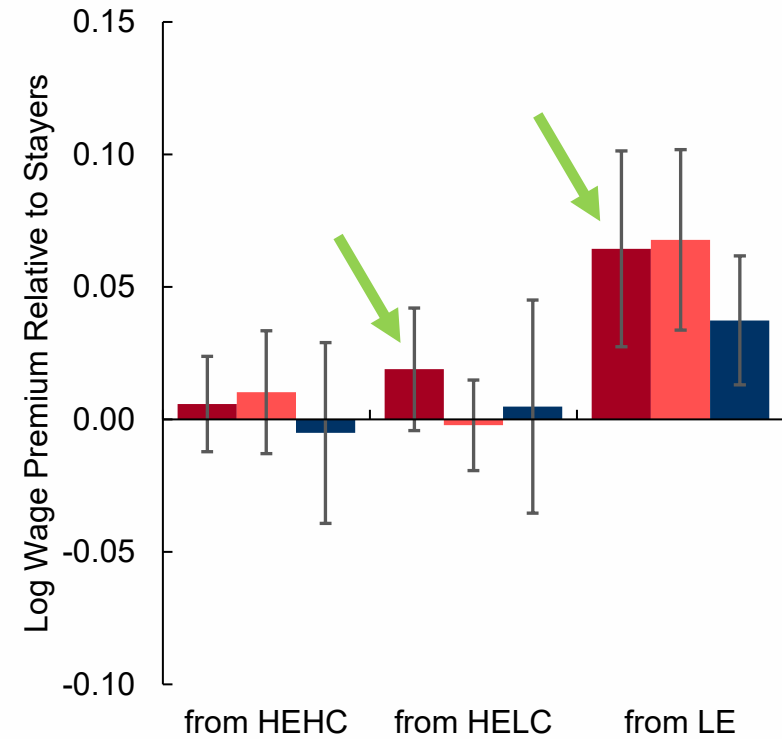 Log Wage Premium Relative to Stayers
0.15
0.10
0.05
0.00
-0.05
-0.10
from HEHC
from HELC
from LE